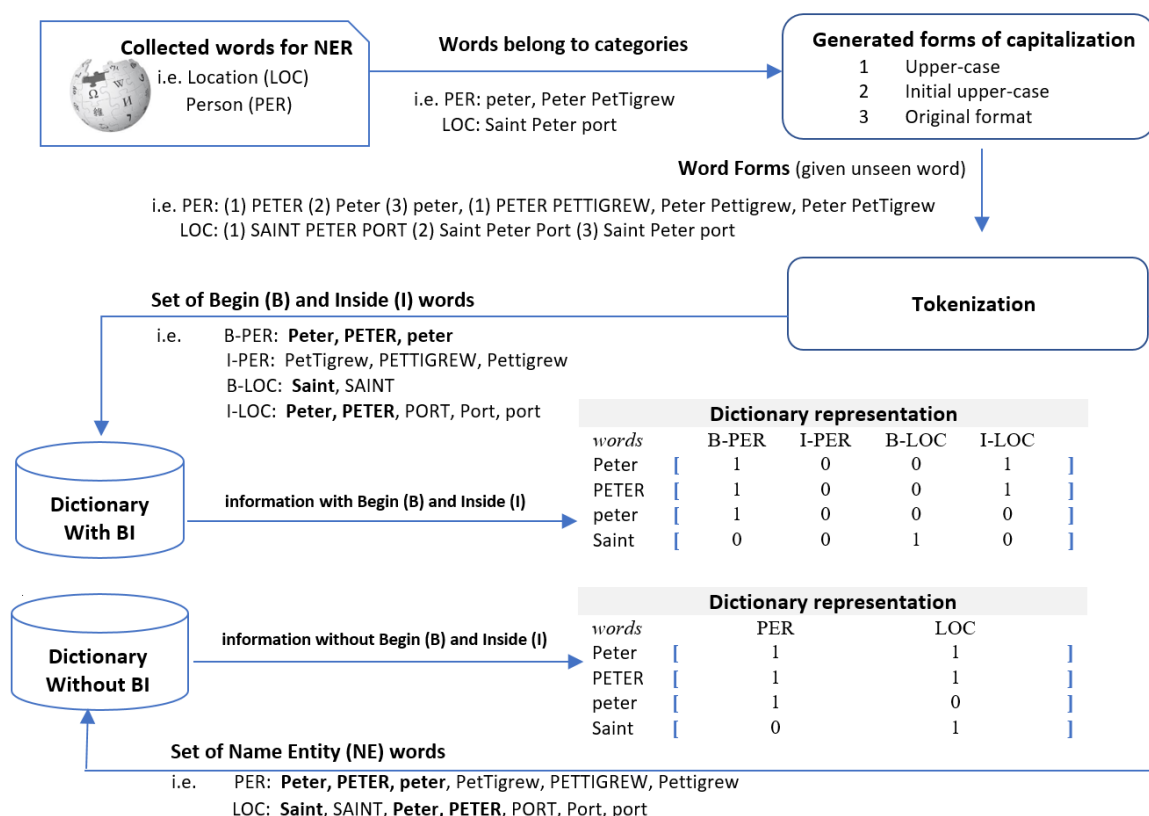 Collected words for NER
i.e. Location (LOC)
Person (PER)
Words belong to categories
i.e. PER: peter, Peter PetTigrew
LOC: Saint Peter port
Generated forms of capitalization
1 Upper-case
2 Initial upper-case
3 Original format
Word Forms (given unseen word)
i.e. PER: (1) PETER (2) Peter (3) peter, (1) PETER PETTIGREW, Peter Pettigrew, Peter PetTigrew
LOC: (1) SAINT PETER PORT (2) Saint Peter Port (3) Saint Peter port
Tokenization
Set of Begin (B) and Inside (I) words
i.e. B-PER: Peter, PETER, peter
I-PER: PetTigrew, PETTIGREW, Pettigrew
B-LOC: Saint, SAINT
I-LOC: Peter, PETER, PORT, Port, port
Dictionary
With BI
information with Begin (B) and Inside (I)
Dictionary representation
words B-PER I-PER B-LOC I-LOC
Peter [ 1 0 0 1 ]
PETER [ 1 0 0 1 ]
peter [ 1 0 0 0 ]
Saint [ 0 0 1 0 ]
Dictionary
Without BI
information without Begin (B) and Inside (I)
Dictionary representation
words PER LOC
Peter [ 1 1 ]
PETER [ 1 1 ]
peter [ 1 0 ]
Saint [ 0 1 ]
Set of Name Entity (NE) words
i.e. PER: Peter, PETER, peter, PetTigrew, PETTIGREW, Pettigrew
LOC: Saint, SAINT, Peter, PETER, PORT, Port, port